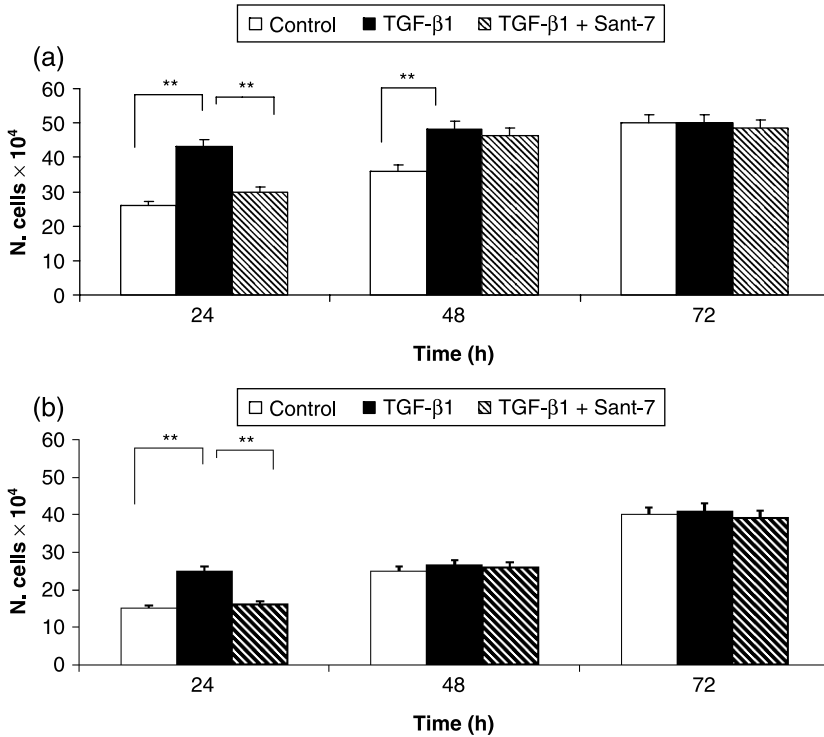 Control TGF-β1 TGF-β1 + Sant-7
(a)
** ** **
60
50
40
30
20
10
0
N. cells × 10⁴
24 48 72
Time (h)
(b)
Control TGF-β1 TGF-β1 + Sant-7
** **
60
50
40
30
20
10
0
N. cells × 10⁴
24 48 72
Time (h)